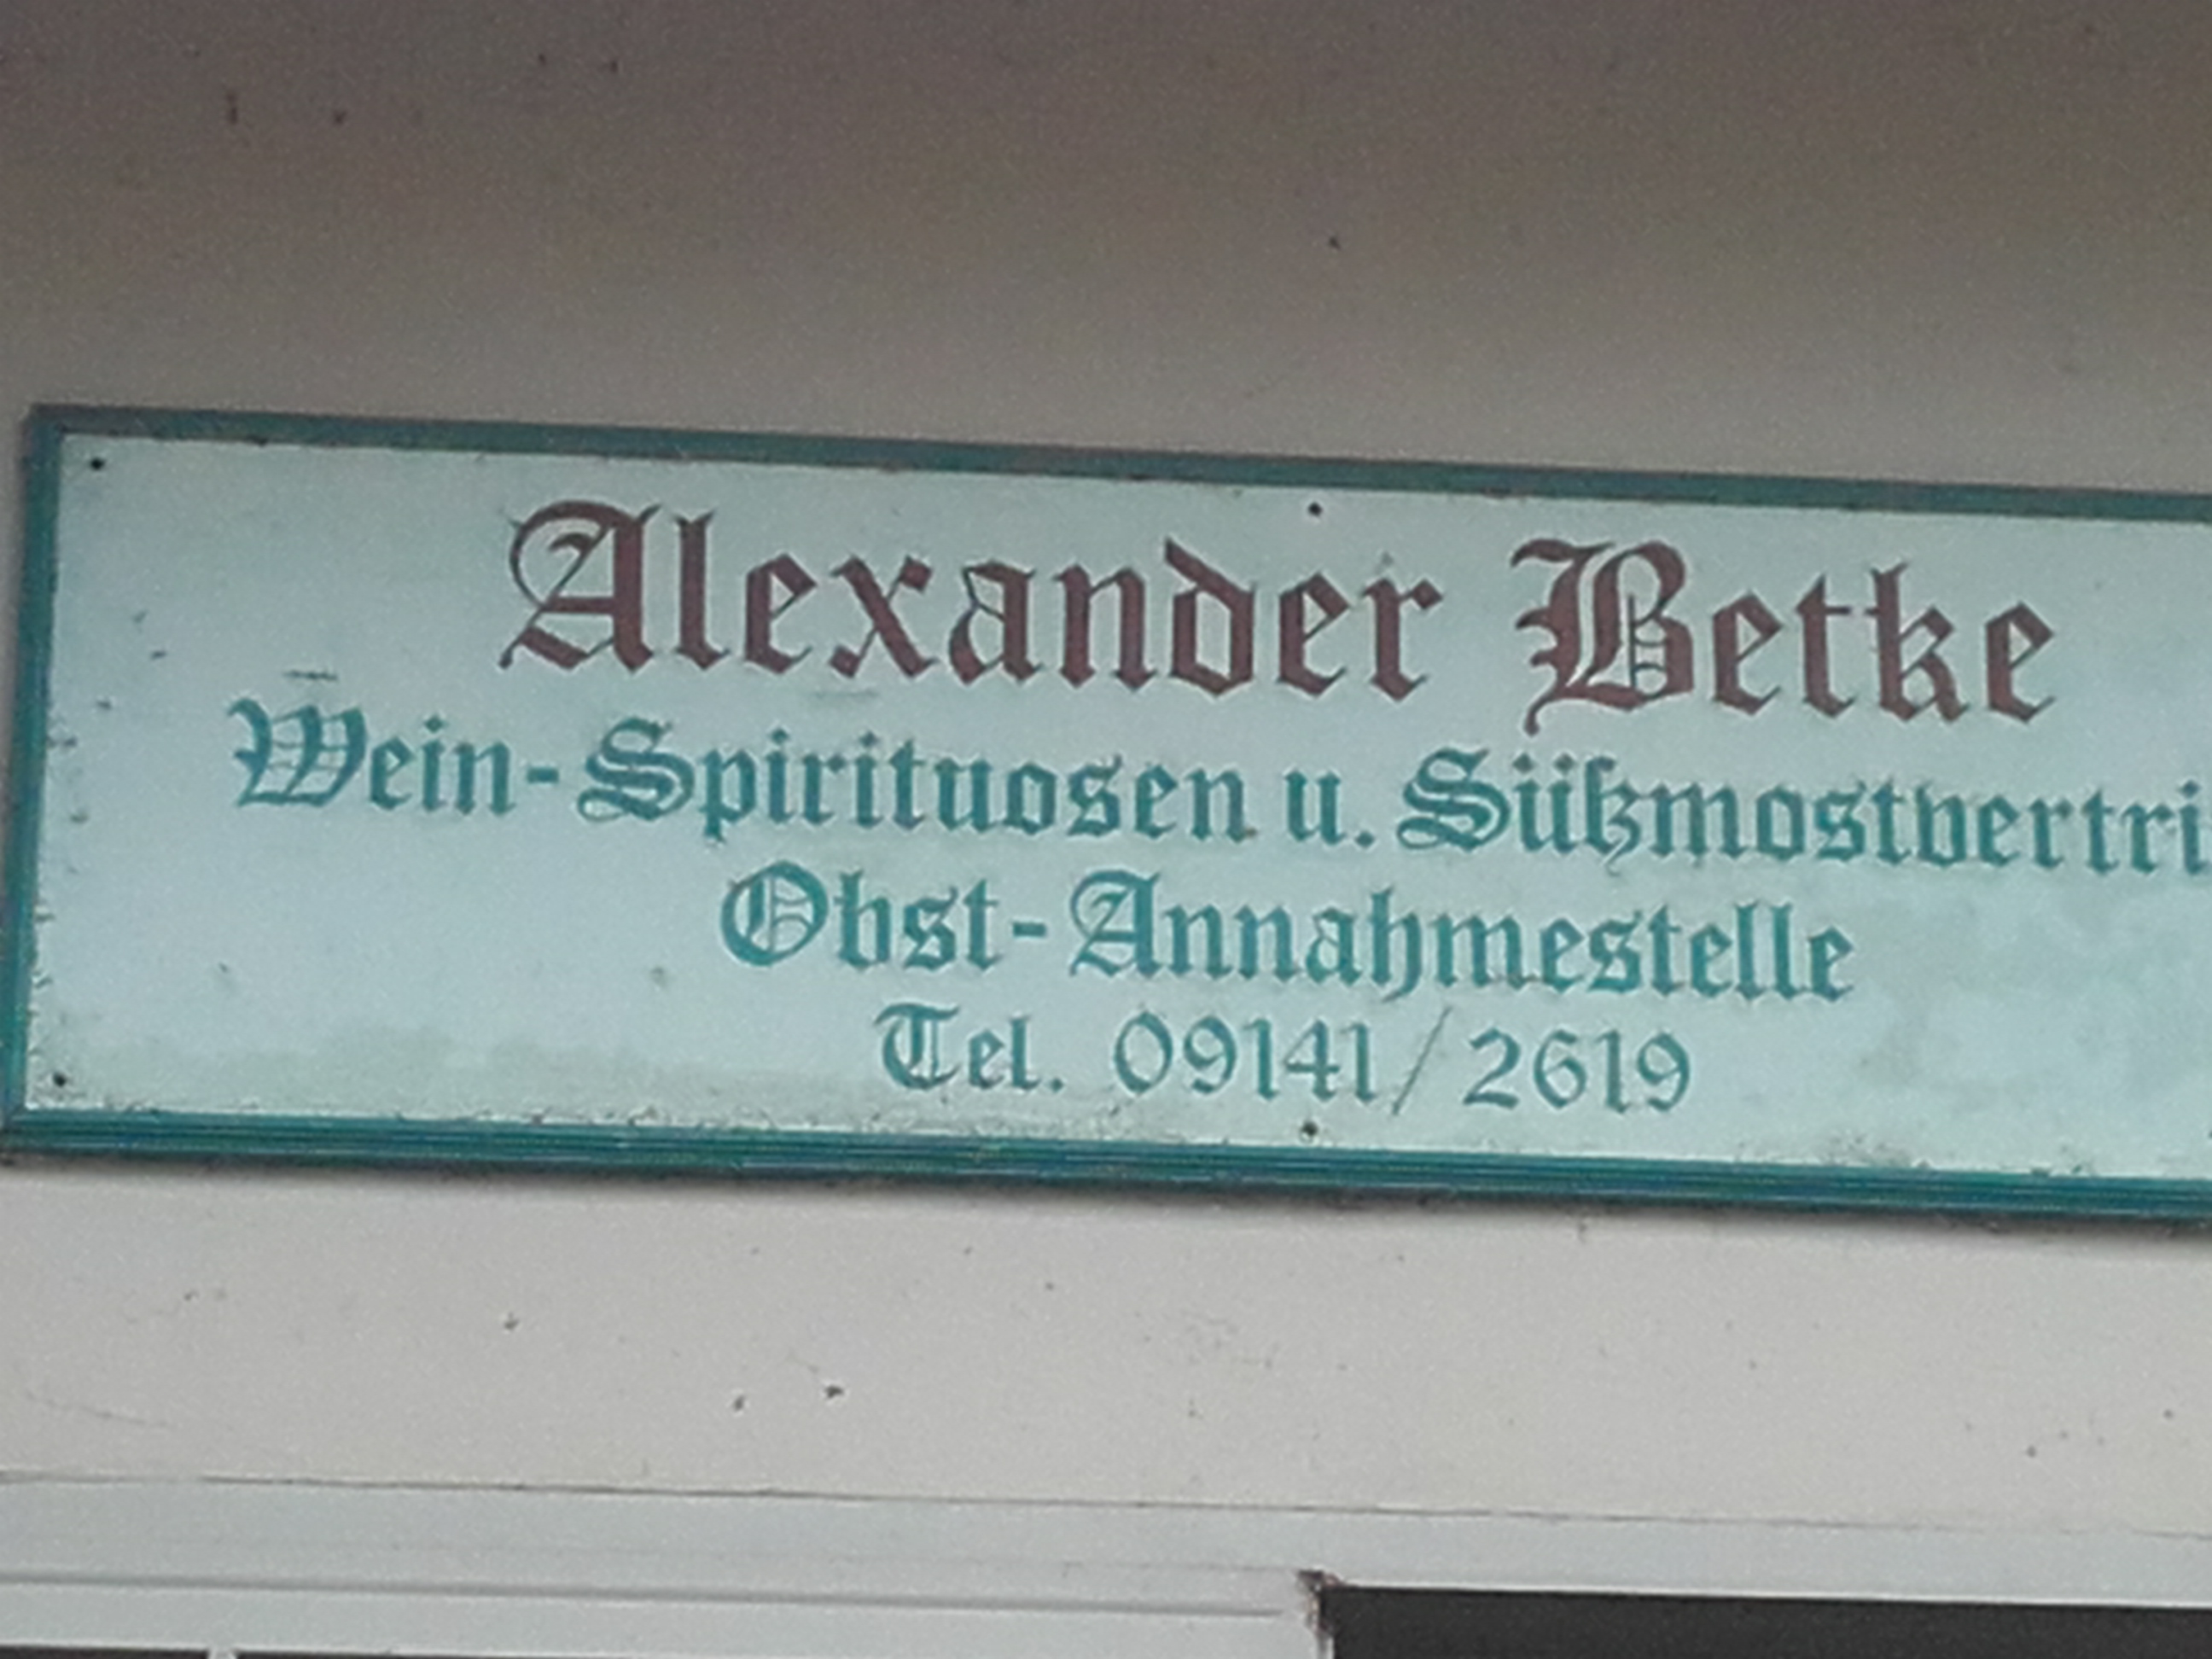 Alexander Betke
Wein-Spirituosen u. Süßmostvertri
Obst-Annahmestelle
Tel. 09141/2619